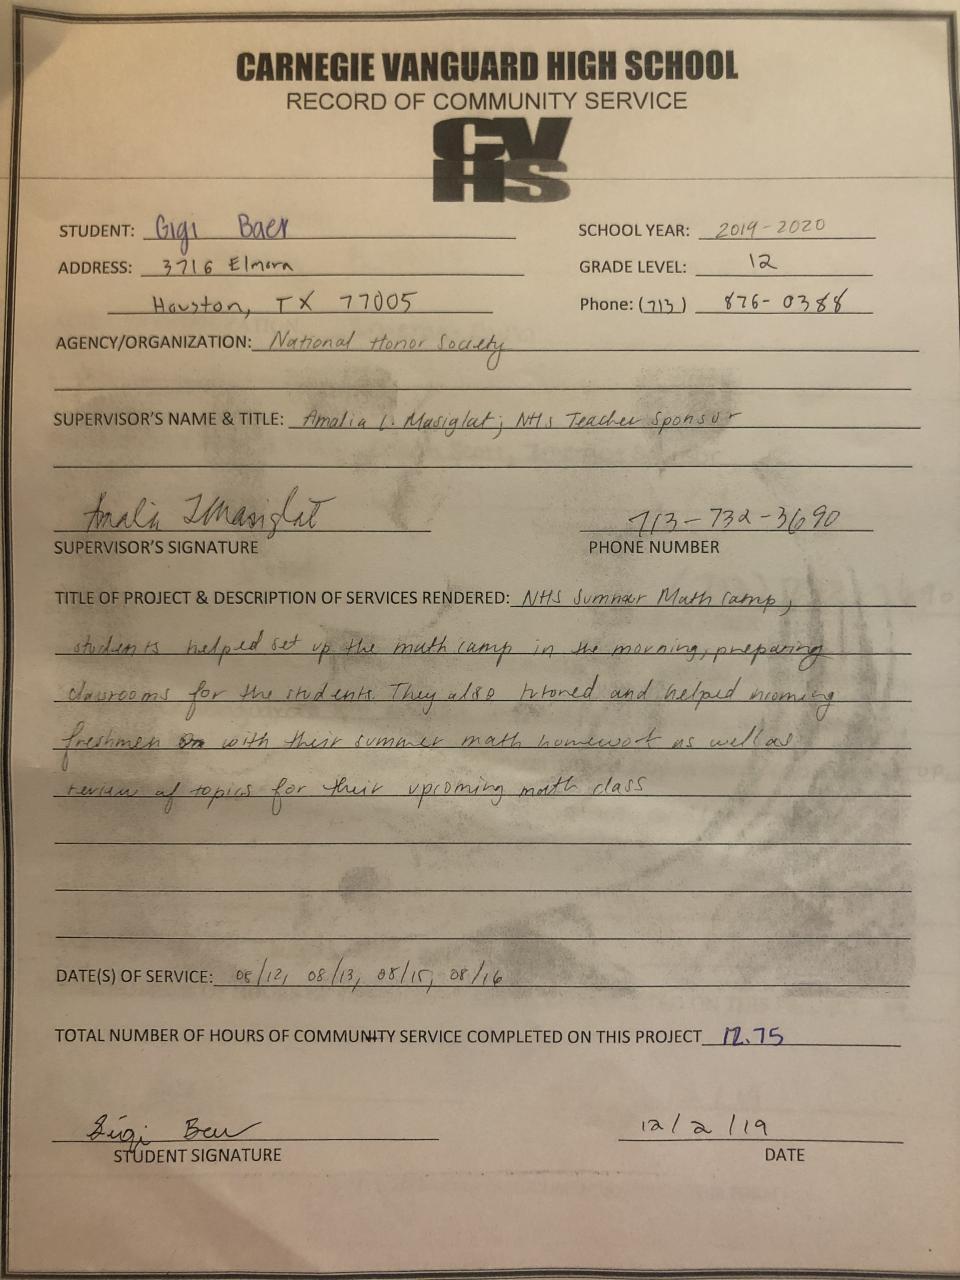 CARNEGIE VANGUARD HIGH SCHOOL
RECORD OF COMMUNITY SERVICE
CV
HS
STUDENT: Gigi Baer
SCHOOL YEAR: 2019-2020
ADDRESS: 3716 Elmora
GRADE LEVEL: 12
Houston, TX 77005
Phone: (713) 876-0388
AGENCY/ORGANIZATION: National Honor Society
SUPERVISOR'S NAME & TITLE: Amalia L. Masiglat; NHS Teacher Sponsor
Amalia LMasiglat
713-732-3690
SUPERVISOR'S SIGNATURE
PHONE NUMBER
TITLE OF PROJECT & DESCRIPTION OF SERVICES RENDERED: NHS Summer Math Camp,
students helped set up the math camp in the morning, preparing
classrooms for the students. They also tutored and helped incoming
freshmen with their summer math homework as well as
review of topics for their upcoming math class
DATE(S) OF SERVICE: 08/12, 08/13, 08/15, 08/16
TOTAL NUMBER OF HOURS OF COMMUNITY SERVICE COMPLETED ON THIS PROJECT 12.75
Gigi Baer
12/2/19
STUDENT SIGNATURE
DATE